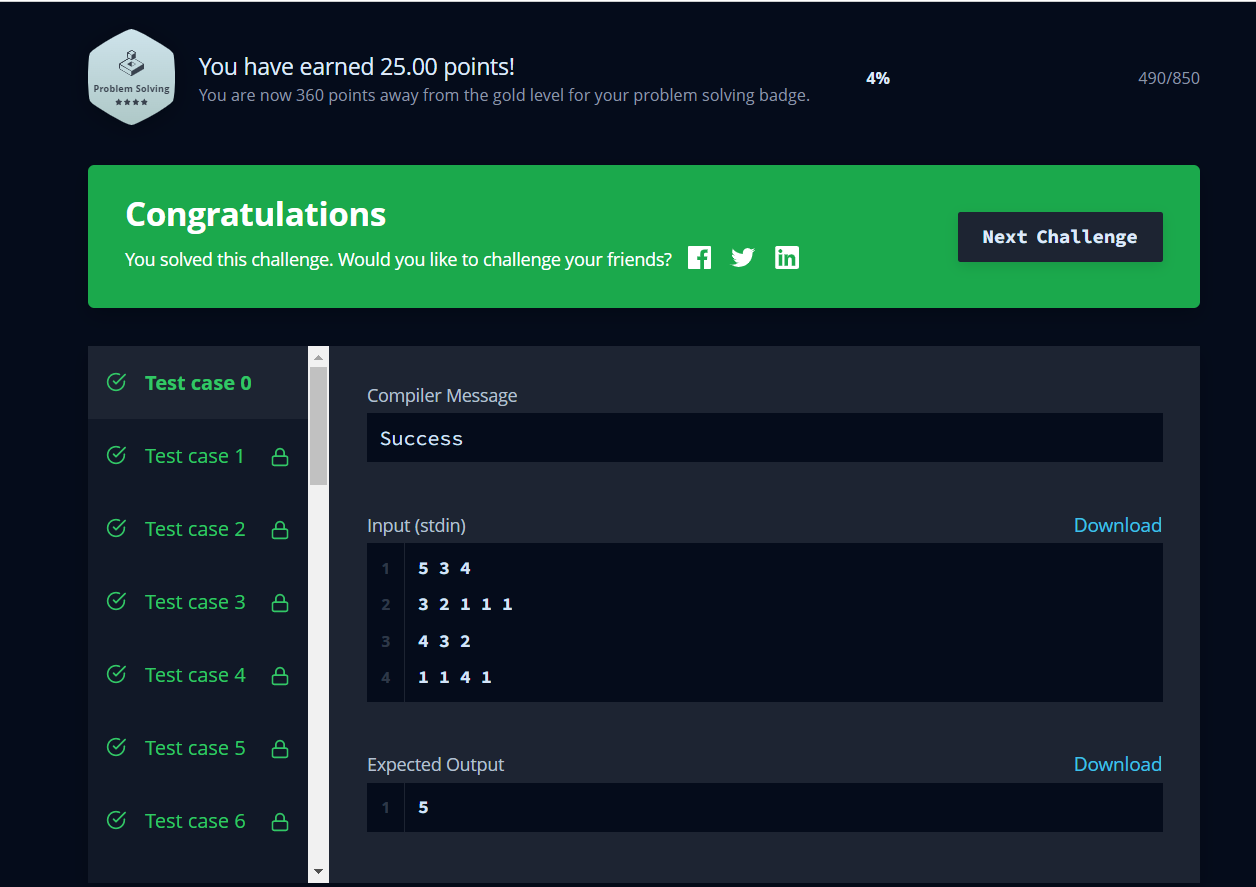 Problem Solving
You have earned 25.00 points!
You are now 360 points away from the gold level for your problem solving badge.
4%
490/850
Congratulations
You solved this challenge. Would you like to challenge your friends?
Next Challenge
Test case 0
Test case 1
Test case 2
Test case 3
Test case 4
Test case 5
Test case 6
Compiler Message
Success
Input (stdin)
Download
1 5 3 4
2 3 2 1 1 1
3 4 3 2
4 1 1 4 1
Expected Output
Download
1 5